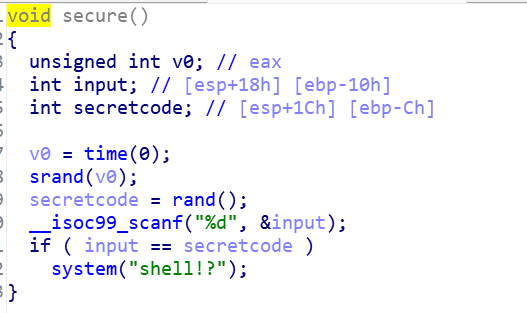 void secure()
{
  unsigned int v0; // eax
  int input; // [esp+18h] [ebp-10h]
  int secretcode; // [esp+1Ch] [ebp-Ch]

  v0 = time(0);
  srand(v0);
  secretcode = rand();
  __isoc99_scanf("%d", &input);
  if ( input == secretcode )
    system("shell!?");
}